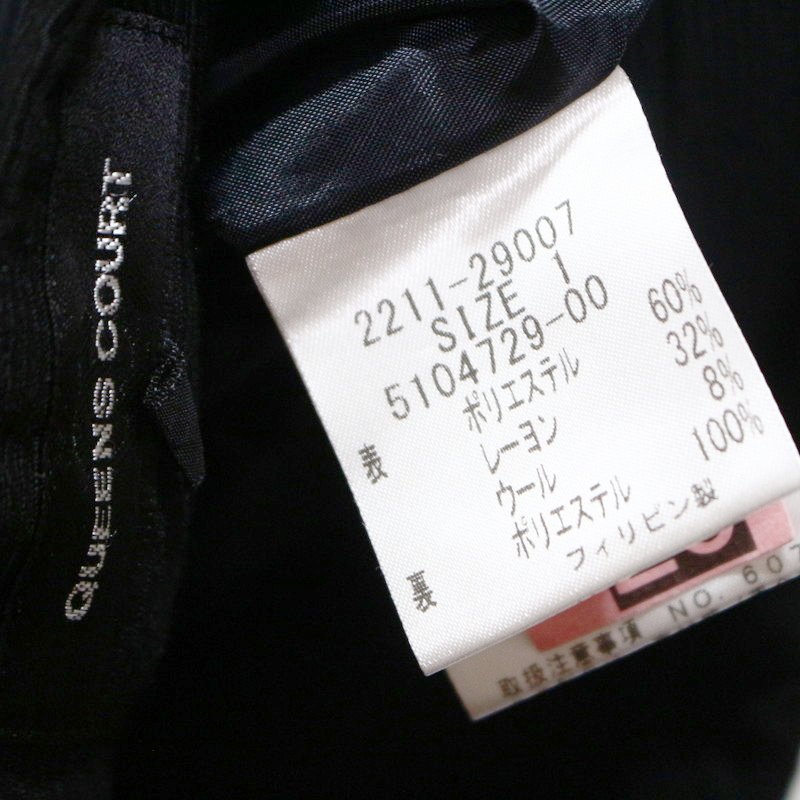 QUEENS COURT
2211-29007
SIZE 1
5104729-00
表 ポリエステル 60%
レーヨン 32%
ウール 8%
裏 ポリエステル 100%
フィリピン製
取扱注意事項 NO. 607